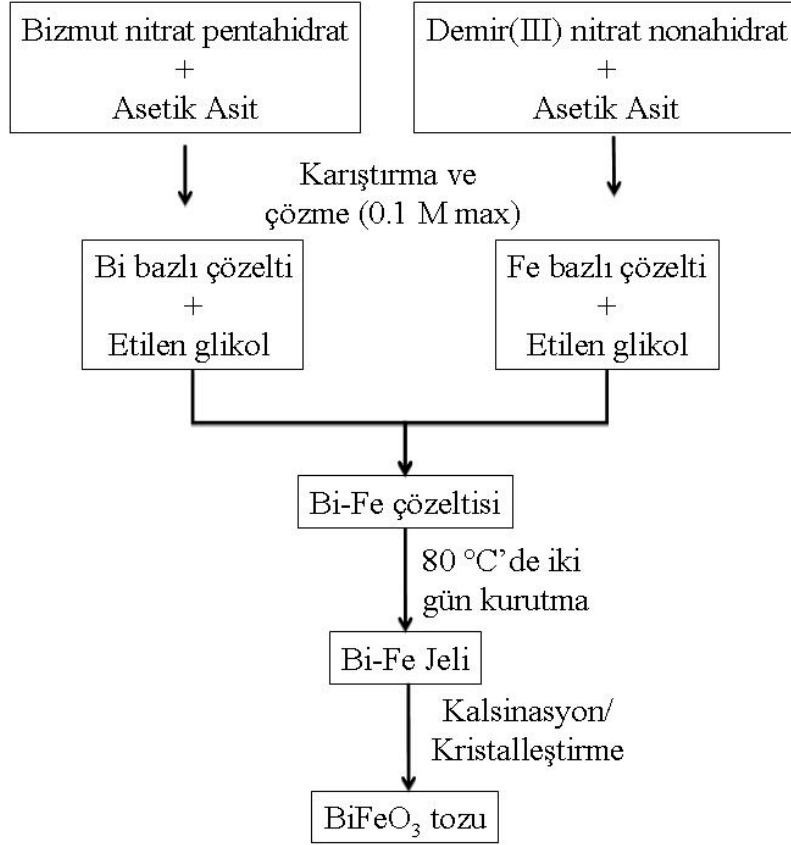 Bizmut nitrat pentahidrat
+
Asetik Asit
Demir(III) nitrat nonahidrat
+
Asetik Asit
Karıştırma ve
çözme (0.1 M max)
Bi bazlı çözelti
+
Etilen glikol
Fe bazlı çözelti
+
Etilen glikol
Bi-Fe çözeltisi
80 °C’de iki
gün kurutma
Bi-Fe Jeli
Kalsinasyon/
Kristalleştirme
BiFeO₃ tozu